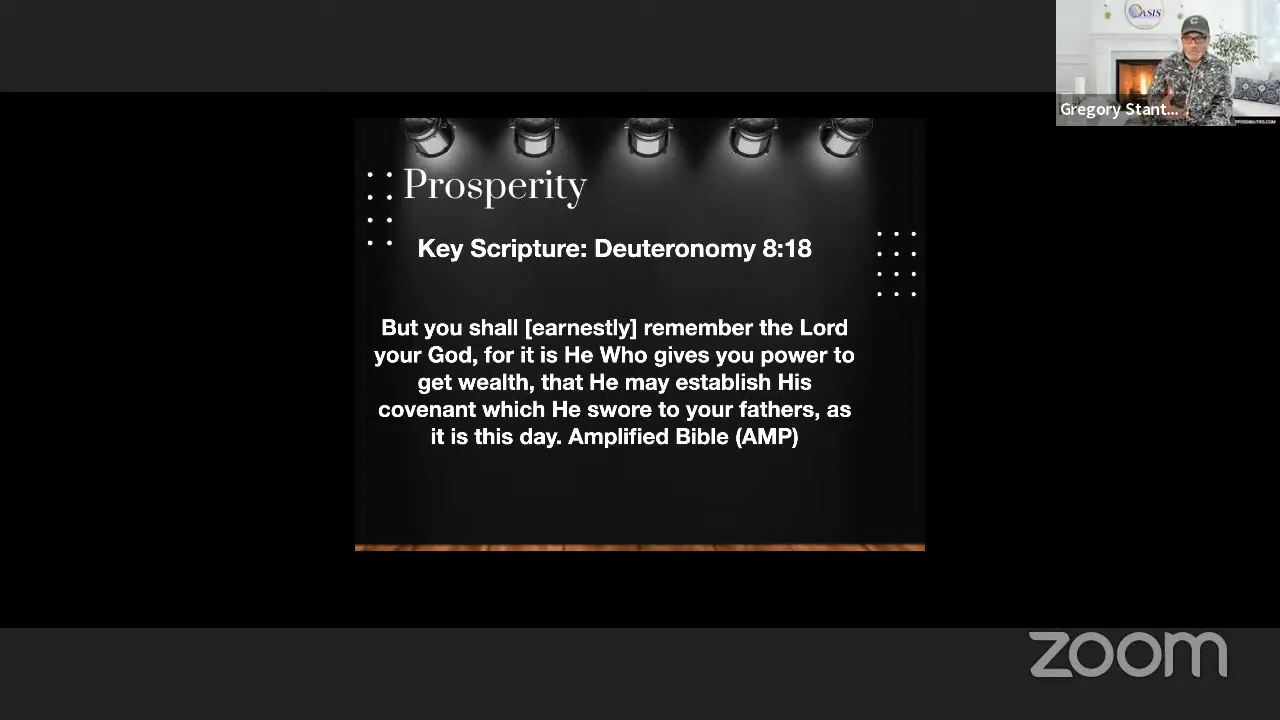 OASIS
Gregory Stant...
Prosperity
Key Scripture: Deuteronomy 8:18
But you shall [earnestly] remember the Lord
your God, for it is He Who gives you power to
get wealth, that He may establish His
covenant which He swore to your fathers, as
it is this day. Amplified Bible (AMP)
zoom